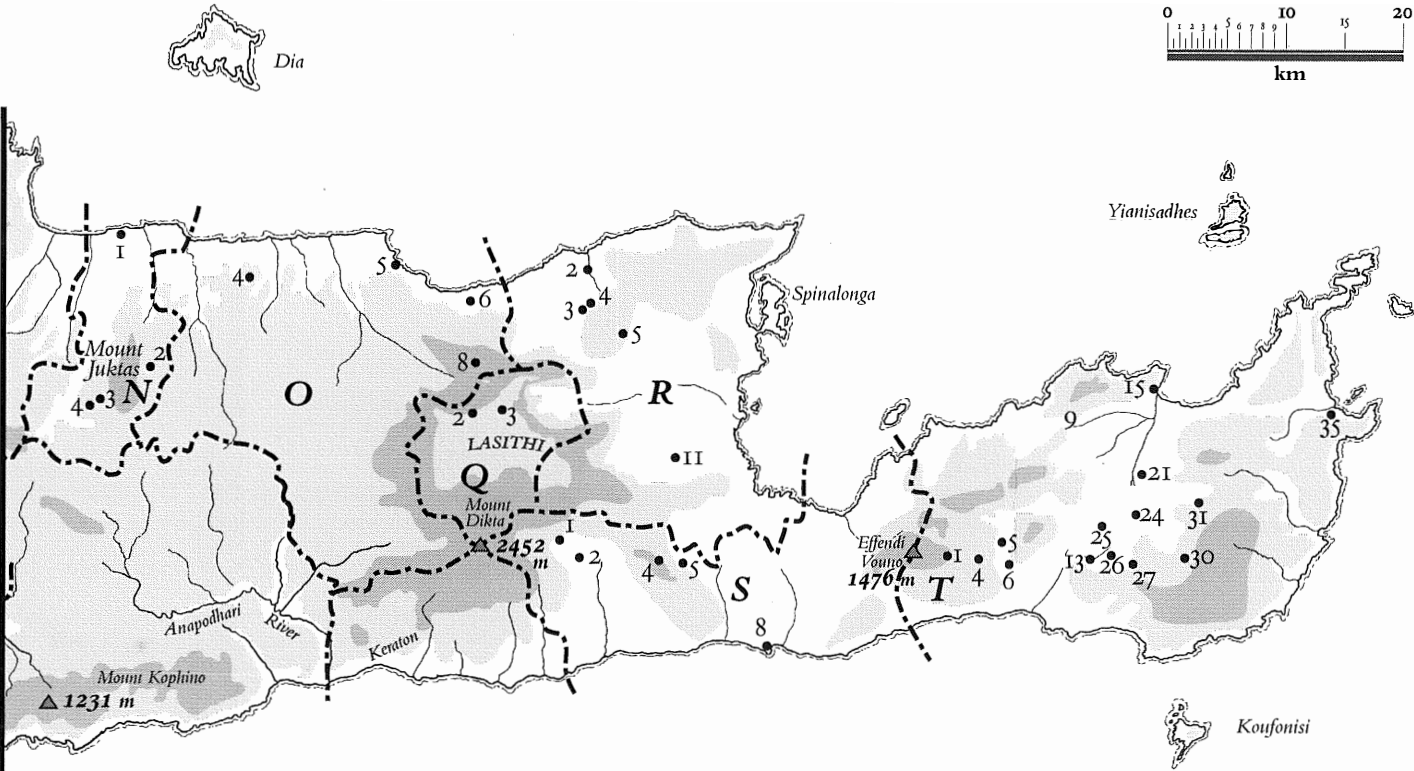 0 10 20
1 2 3 4 5 6 7 8 9 15
km
Dia
Yianisadhes
1
4
5
6
2
3
4
5
Spinalonga
Mount
Juktas
2
N
4 3
O
8
2
3
LASITHI
Q
Mount
Dikta
2452
m
R
11
15
9
35
21
24
31
25
13
26
27
30
1
2
4
5
S
8
Effendi
Vouno
1476 m
T
1
4
5
6
Anapodhari
River
Keraton
Mount Kophino
1231 m
Koufonisi